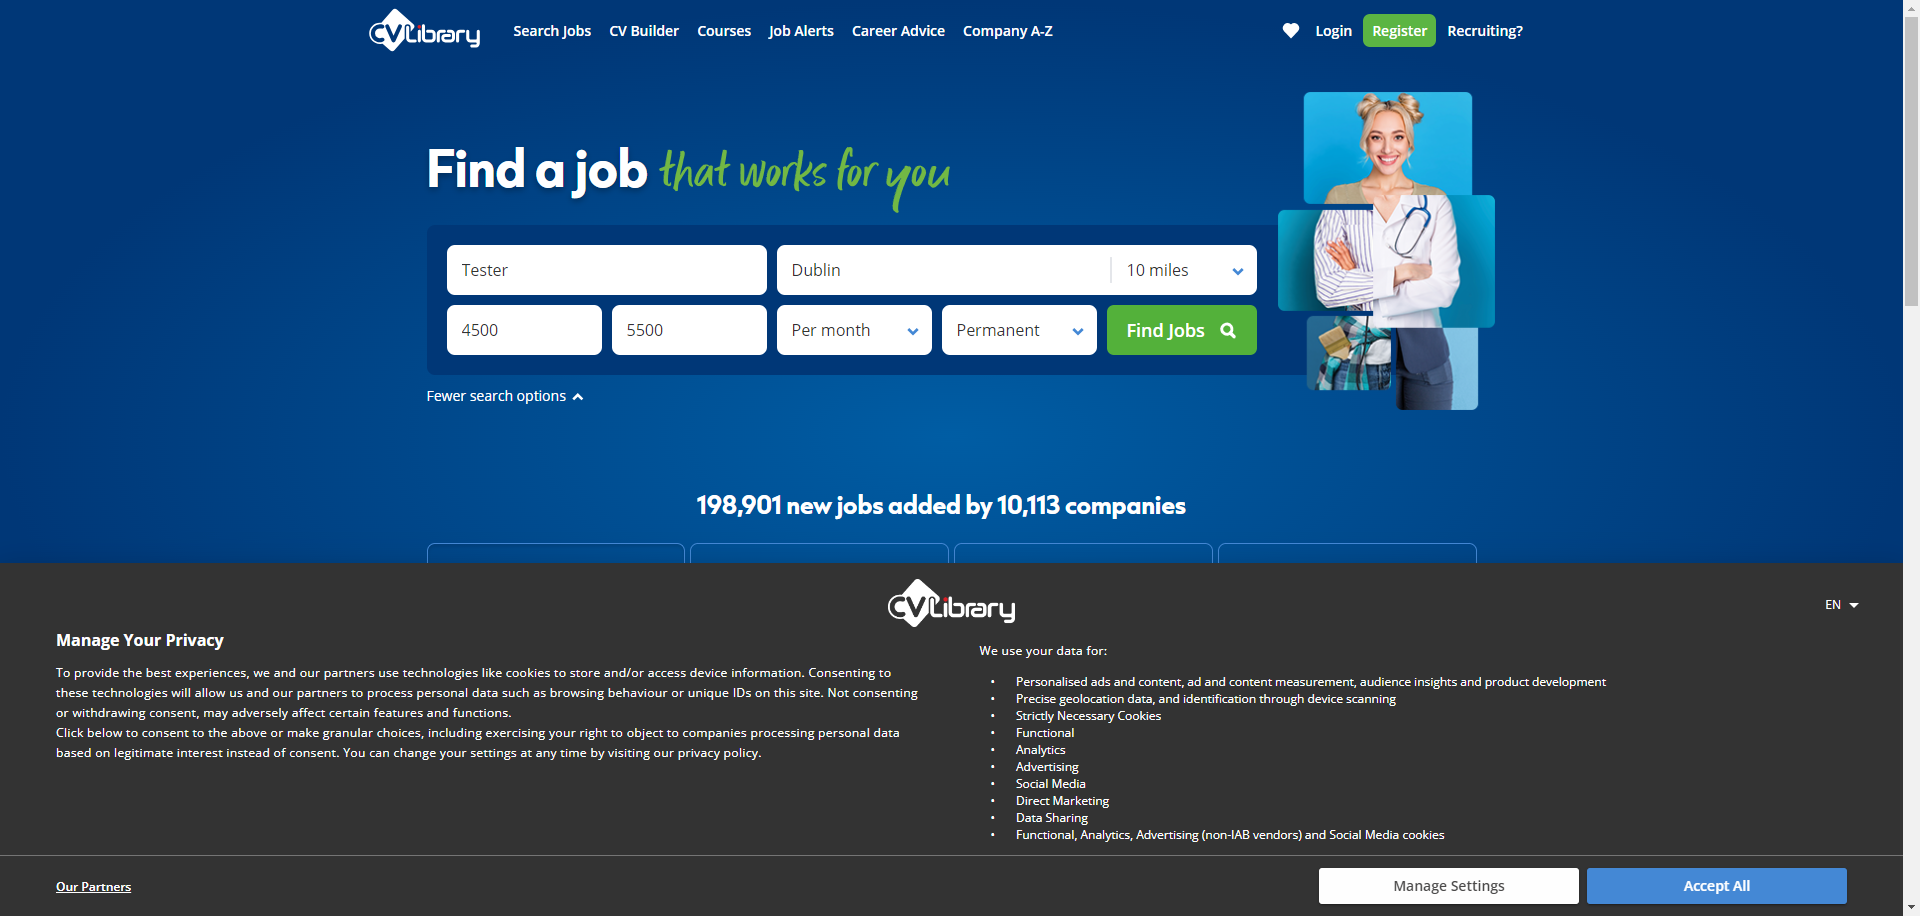 CVLibrary
Search Jobs
CV Builder
Courses
Job Alerts
Career Advice
Company A-Z
Login
Register
Recruiting?
Find a job that works for you
Tester
Dublin
10 miles
4500
5500
Per month
Permanent
Find Jobs
Fewer search options
198,901 new jobs added by 10,113 companies
CVLibrary
EN
Manage Your Privacy
To provide the best experiences, we and our partners use technologies like cookies to store and/or access device information. Consenting to
these technologies will allow us and our partners to process personal data such as browsing behaviour or unique IDs on this site. Not consenting
or withdrawing consent, may adversely affect certain features and functions.
Click below to consent to the above or make granular choices, including exercising your right to object to companies processing personal data
based on legitimate interest instead of consent. You can change your settings at any time by visiting our privacy policy.
We use your data for:
• Personalised ads and content, ad and content measurement, audience insights and product development
• Precise geolocation data, and identification through device scanning
• Strictly Necessary Cookies
• Functional
• Analytics
• Advertising
• Social Media
• Direct Marketing
• Data Sharing
• Functional, Analytics, Advertising (non-IAB vendors) and Social Media cookies
Our Partners
Manage Settings
Accept All